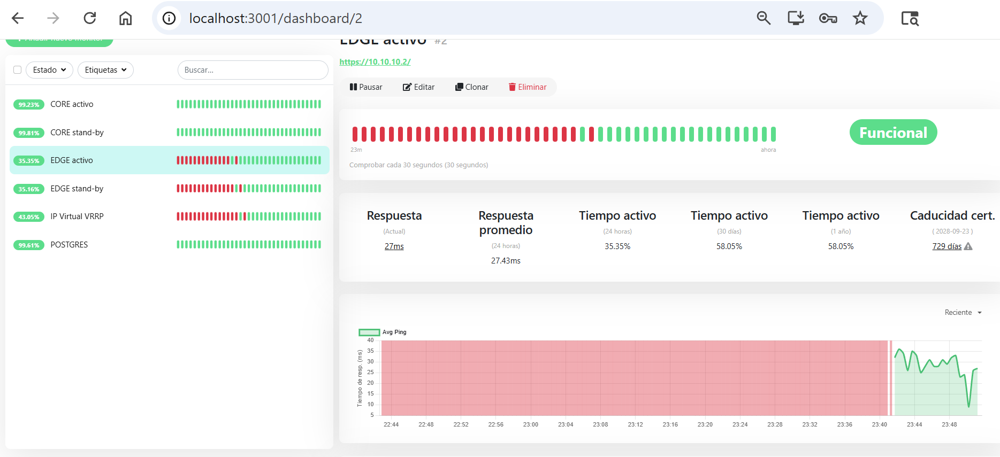 localhost:3001/dashboard/2
+ Añadir nuevo monitor
Estado
Etiquetas
Buscar...
99.23% CORE activo
99.81% CORE stand-by
35.35% EDGE activo
35.16% EDGE stand-by
43.05% IP Virtual VRRP
99.61% POSTGRES
EDGE activo #2
https://10.10.10.2/
Pausar
Editar
Clonar
Eliminar
23m
ahora
Comprobar cada 30 segundos (30 segundos)
Funcional
Respuesta
(Actual)
27ms
Respuesta
promedio
(24 horas)
27.43ms
Tiempo activo
(24 horas)
35.35%
Tiempo activo
(30 días)
58.05%
Tiempo activo
(1 año)
58.05%
Caducidad cert.
( 2028-09-23 )
729 días
Reciente
Avg Ping
Tiempo de resp. (ms)
40
35
30
25
20
15
10
5
22:44 22:48 22:52 22:56 23:00 23:04 23:08 23:12 23:16 23:20 23:24 23:28 23:32 23:36 23:40 23:44 23:48